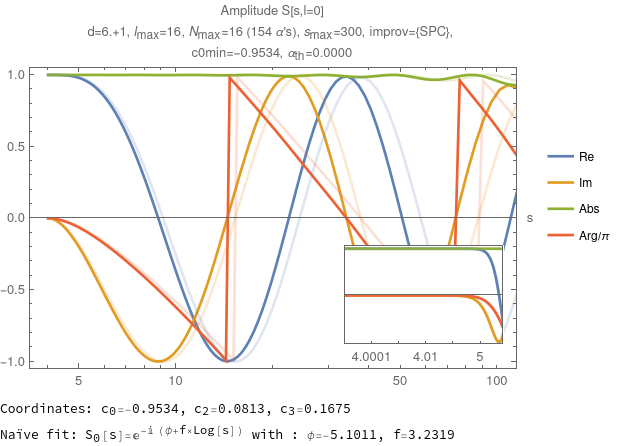 Amplitude S[s,l=0]
d=6.+1, lmax=16, Nmax=16 (154 α's), smax=300, improv={SPC},
c0min=-0.9534, αth=0.0000
1.0
0.5
0.0
-0.5
-1.0
s
5
10
50
100
4.0001
4.01
5
Re
Im
Abs
Arg/π
Coordinates: c0=-0.9534, c2=0.0813, c3=0.1675
Naïve fit: S0[s]=e^-i (ϕ+f×Log[s]) with : ϕ=-5.1011, f=3.2319